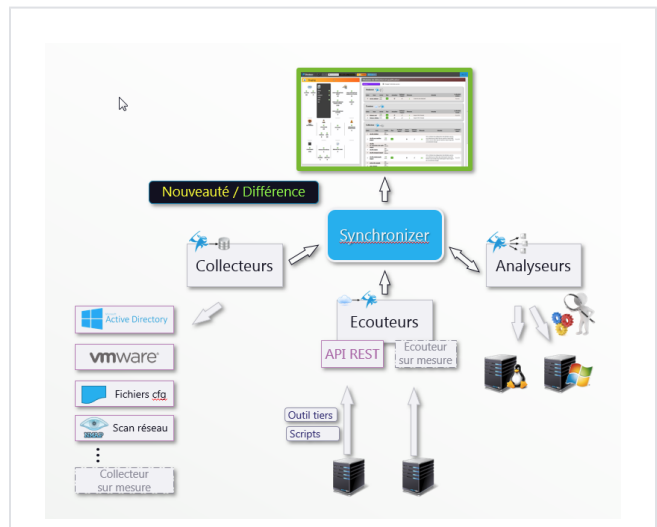 Nouveauté / Différence
Synchronizer
Collecteurs
Analyseurs
Ecouteurs
API REST
Ecouteur
sur mesure
Active Directory
vmware
Fichiers cfg
Scan réseau
Outil tiers
Scripts
Collecteur
sur mesure